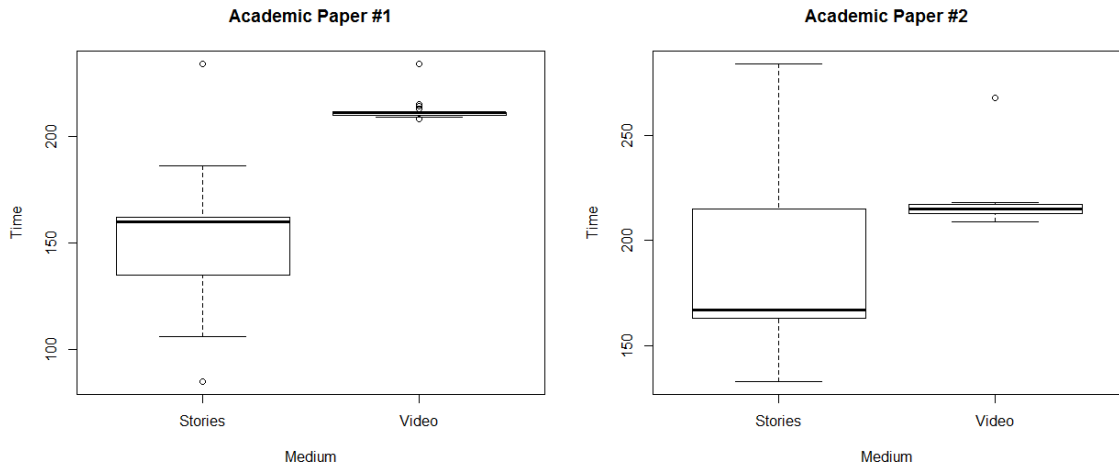 Academic Paper #1
Time
200
150
100
Stories
Video
Medium
Academic Paper #2
Time
250
200
150
Stories
Video
Medium